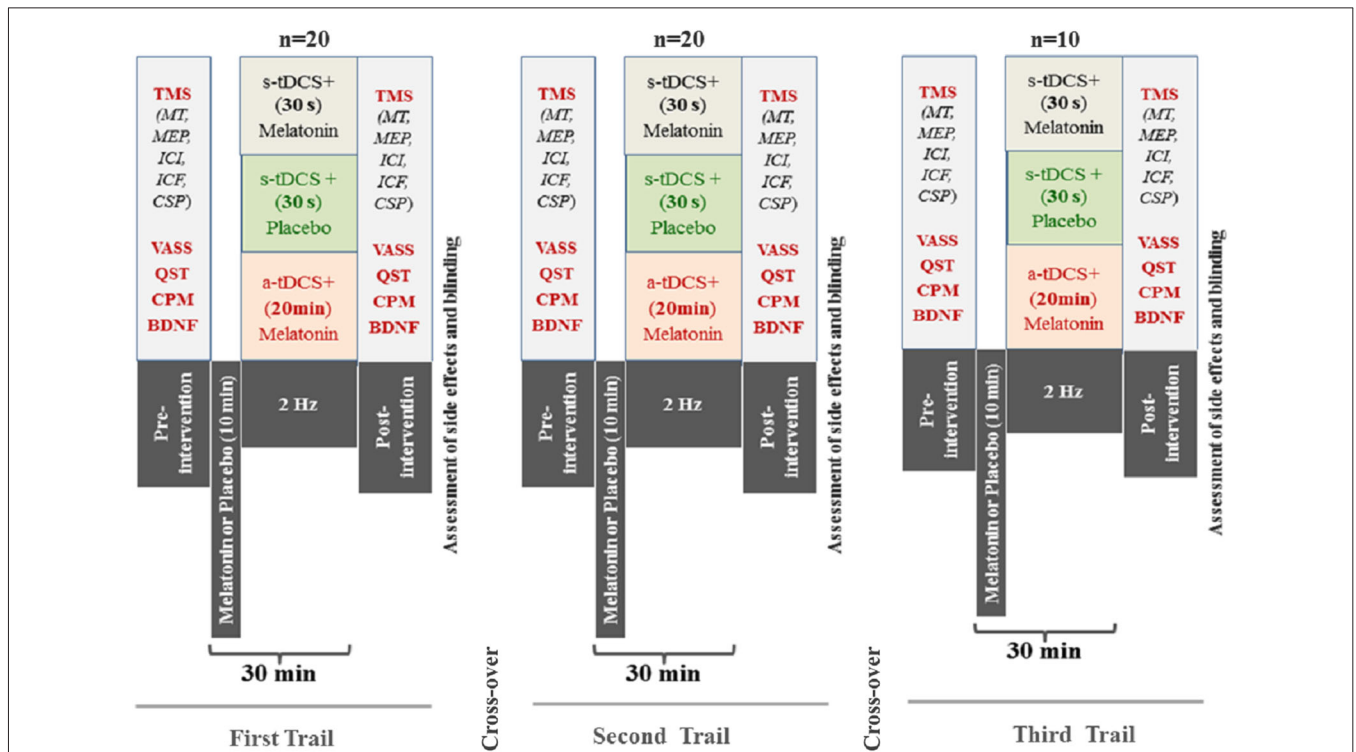 n=20
TMS
(MT,
MEP,
ICI,
ICF,
CSP)
VASS
QST
CPM
BDNF
Pre-
intervention
Melatonin or Placebo (10 min)
s-tDCS+
(30 s)
Melatonin
s-tDCS +
(30 s)
Placebo
a-tDCS+
(20min)
Melatonin
2 Hz
TMS
(MT,
MEP,
ICI,
ICF,
CSP)
VASS
QST
CPM
BDNF
Post-
intervention
Assessment of side effects and blinding
30 min
First Trail
Cross-over
n=20
TMS
(MT,
MEP,
ICI,
ICF,
CSP)
VASS
QST
CPM
BDNF
Pre-
intervention
Melatonin or Placebo (10 min)
s-tDCS+
(30 s)
Melatonin
s-tDCS +
(30 s)
Placebo
a-tDCS+
(20min)
Melatonin
2 Hz
TMS
(MT,
MEP,
ICI,
ICF,
CSP)
VASS
QST
CPM
BDNF
Post-
intervention
Assessment of side effects and blinding
30 min
Second Trail
Cross-over
n=10
TMS
(MT,
MEP,
ICI,
ICF,
CSP)
VASS
QST
CPM
BDNF
Pre-
intervention
Melatonin or Placebo (10 min)
s-tDCS+
(30 s)
Melatonin
s-tDCS +
(30 s)
Placebo
a-tDCS+
(20min)
Melatonin
2 Hz
TMS
(MT,
MEP,
ICI,
ICF,
CSP)
VASS
QST
CPM
BDNF
Post-
intervention
Assessment of side effects and blinding
30 min
Third Trail